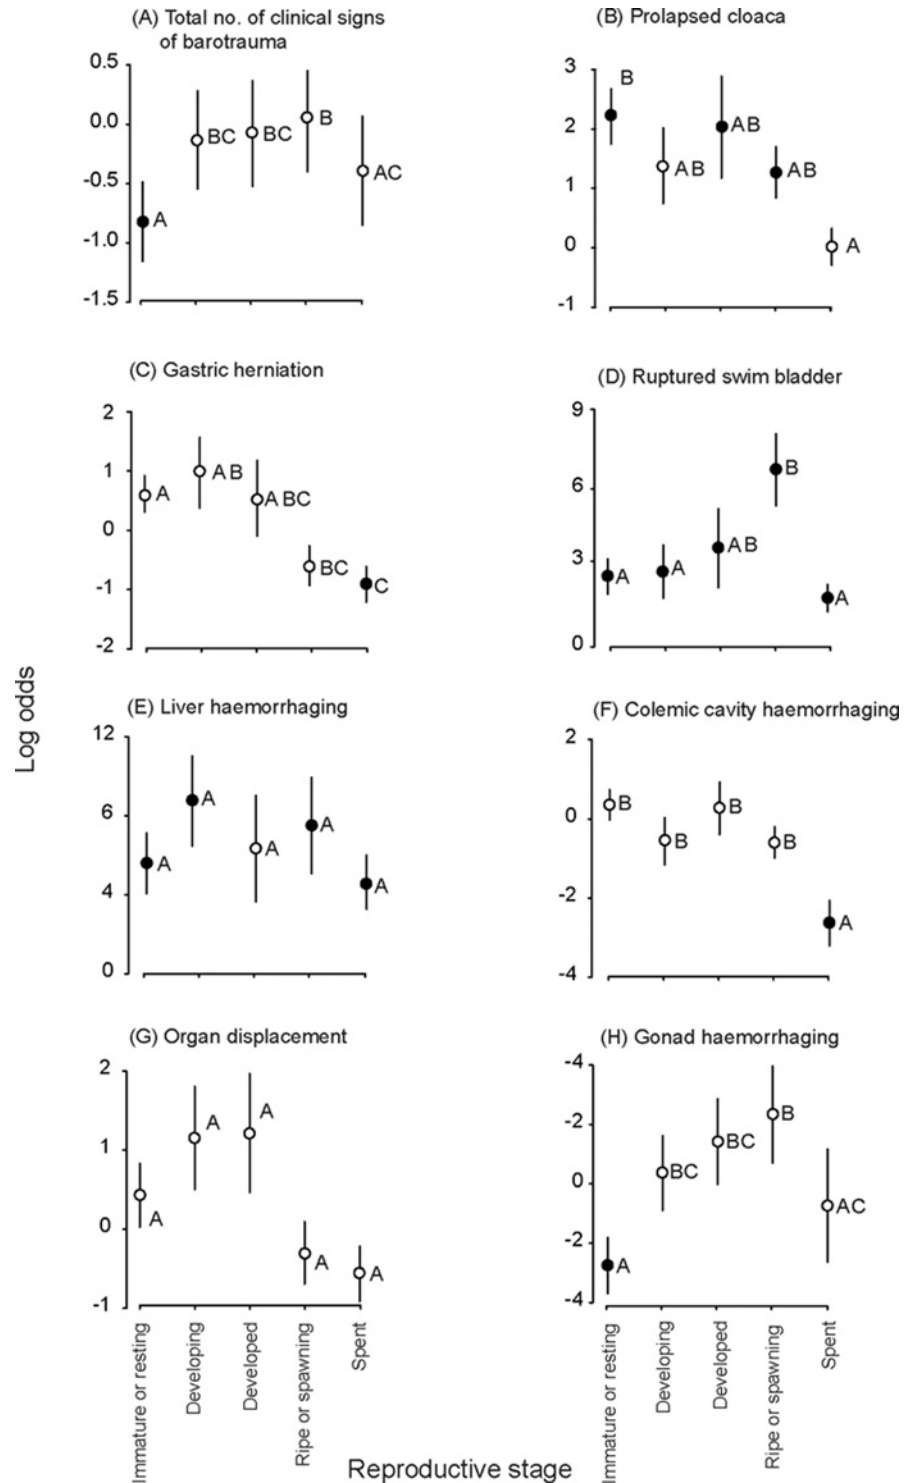 (A) Total no. of clinical signs
of barotrauma
0.5
0.0
-0.5
-1.0
-1.5
A
BC
BC
B
AC
(B) Prolapsed cloaca
3
2
1
0
-1
B
AB
AB
AB
A
(C) Gastric herniation
2
1
0
-1
-2
A
AB
ABC
BC
C
(D) Ruptured swim bladder
9
6
3
0
A
A
AB
B
A
Log odds
(E) Liver haemorrhaging
12
6
4
0
A
A
A
A
A
(F) Colemic cavity haemorrhaging
2
0
-2
-4
B
B
B
B
A
(G) Organ displacement
2
1
0
-1
A
A
A
A
A
Immature or resting
Developing
Developed
Ripe or spawning
Spent
(H) Gonad haemorrhaging
-4
-2
0
-2
-4
A
BC
BC
B
AC
Immature or resting
Developing
Developed
Ripe or spawning
Spent
Reproductive stage